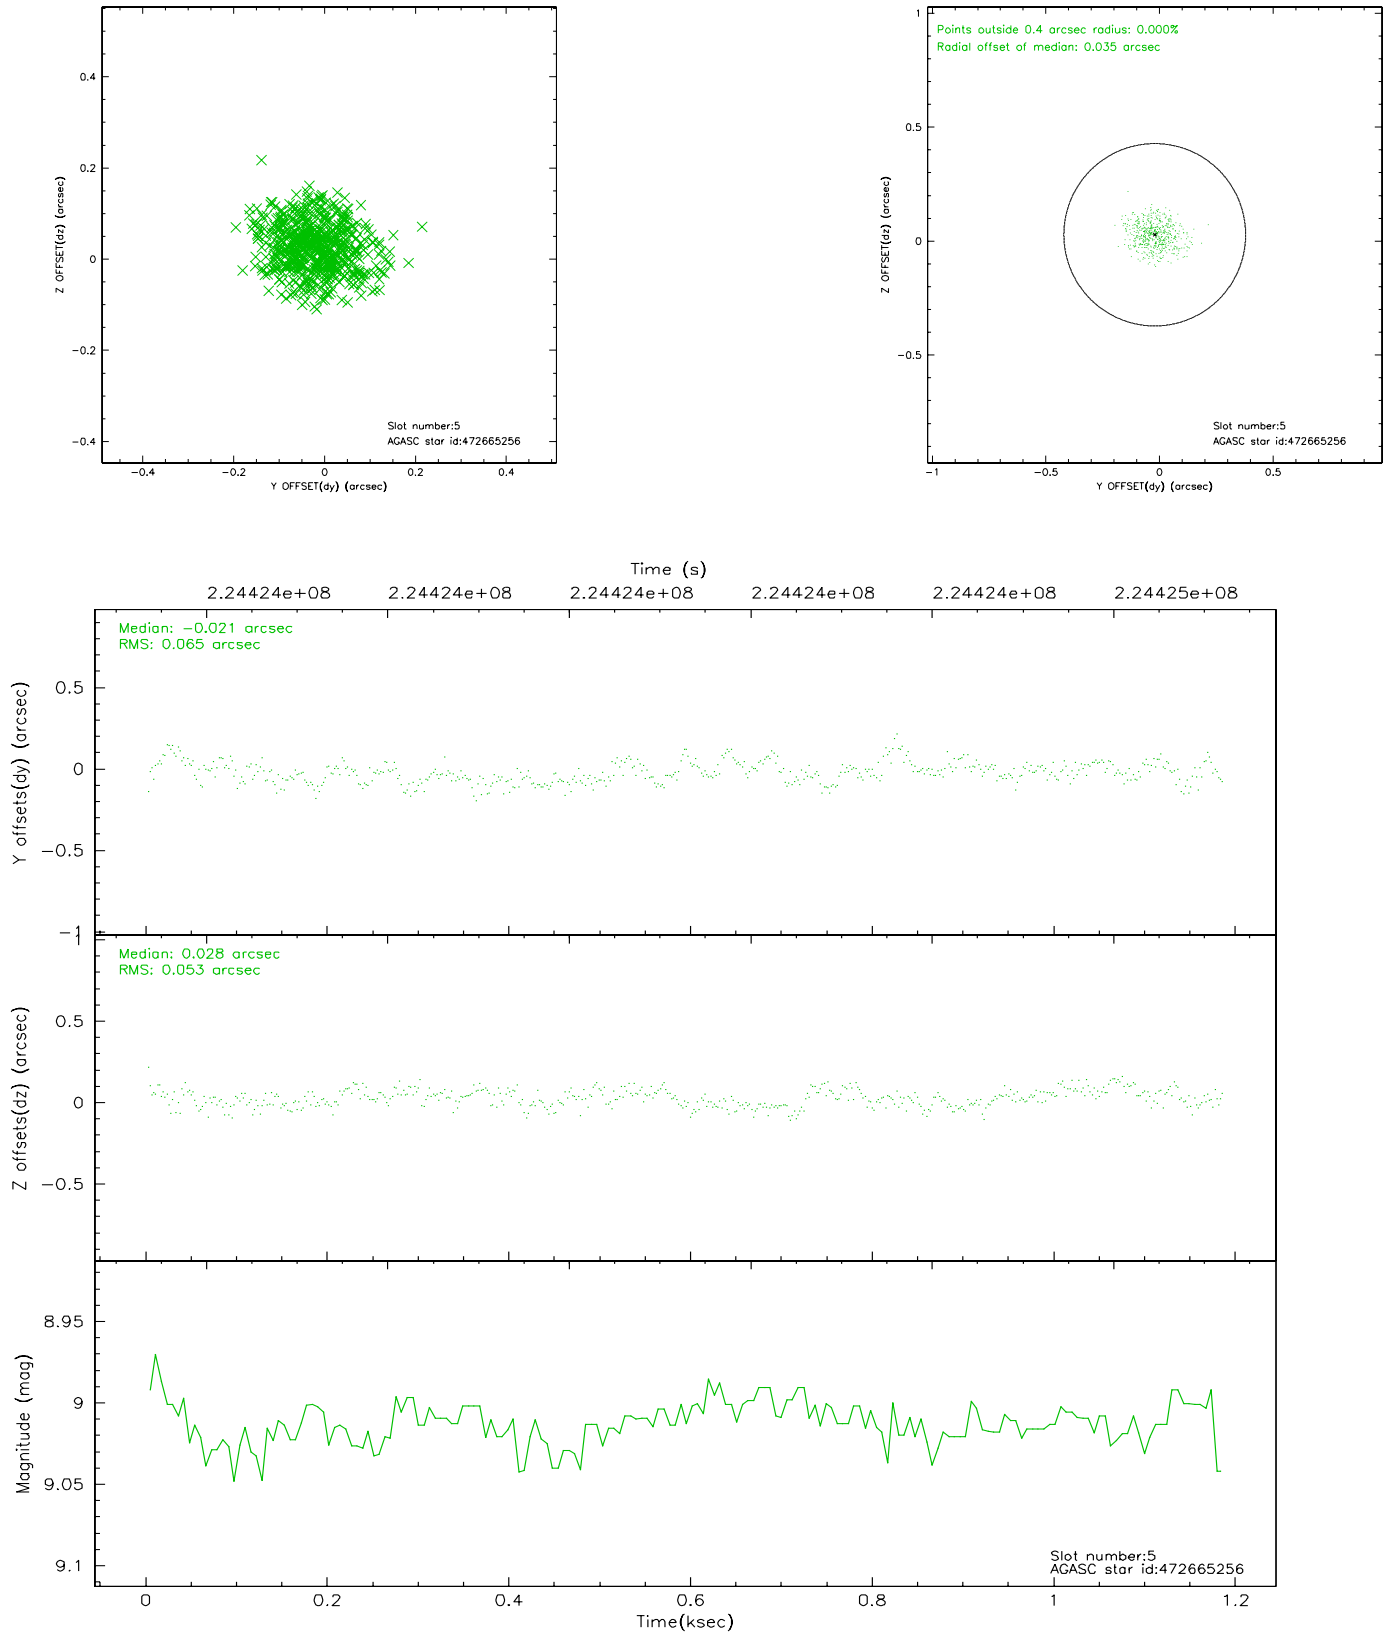 0.4
0.2
0
−0.2
−0.4
Z OFFSET(dz) (arcsec)
Slot number:5
AGASC star id:472665256
−0.4 −0.2 0 0.2 0.4
Y OFFSET(dy) (arcsec)
Points outside 0.4 arcsec radius: 0.000%
Radial offset of median: 0.035 arcsec
1
0.5
0
−0.5
Z OFFSET(dz) (arcsec)
Slot number:5
AGASC star id:472665256
−1 −0.5 0 0.5
Y OFFSET(dy) (arcsec)
Time (s)
2.24424e+08 2.24424e+08 2.24424e+08 2.24424e+08 2.24424e+08 2.24425e+08
Median: −0.021 arcsec
RMS: 0.065 arcsec
0.5
0
−0.5
−1
Y offsets(dy) (arcsec)
Median: 0.028 arcsec
RMS: 0.053 arcsec
1
0.5
0
−0.5
Z offsets(dz) (arcsec)
8.95
9
9.05
9.1
Magnitude (mag)
Slot number:5
AGASC star id:472665256
0 0.2 0.4 0.6 0.8 1 1.2
Time(ksec)